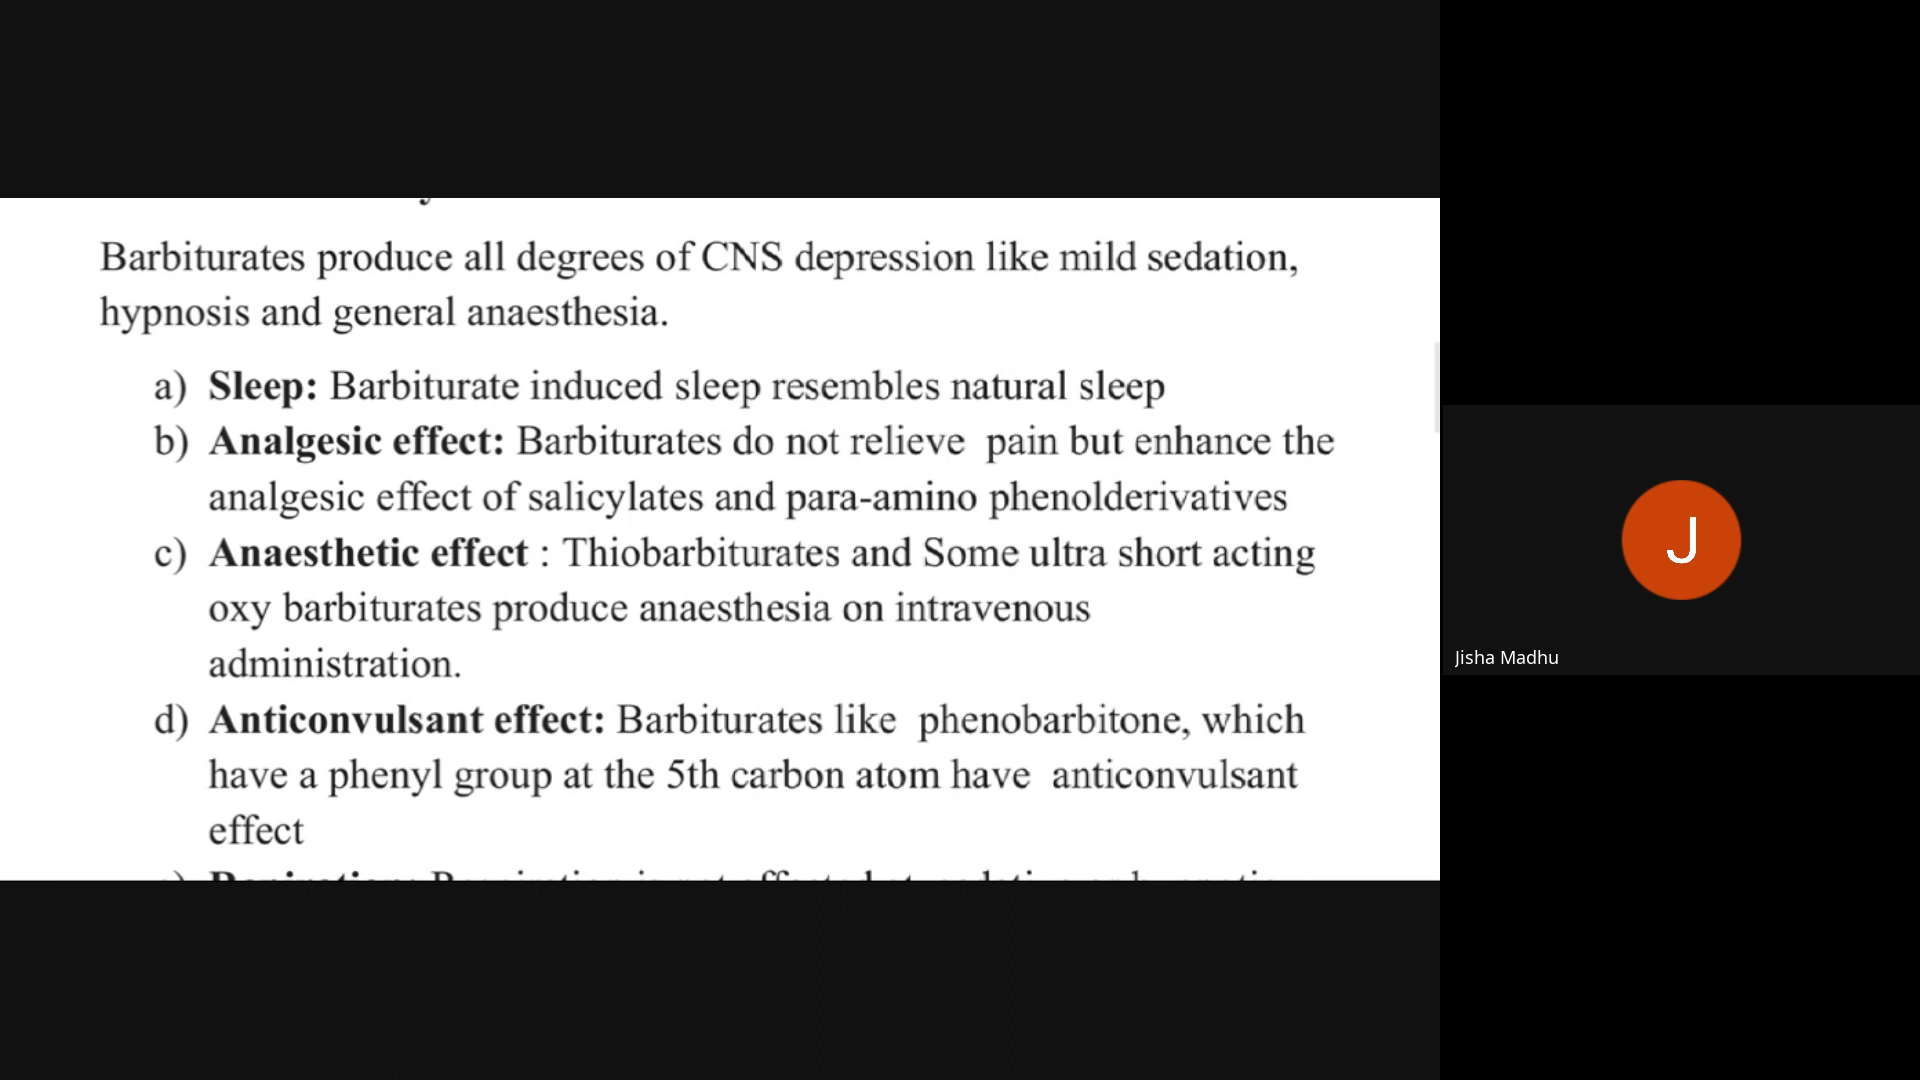 Barbiturates produce all degrees of CNS depression like mild sedation,
hypnosis and general anaesthesia.
a) Sleep: Barbiturate induced sleep resembles natural sleep
b) Analgesic effect: Barbiturates do not relieve pain but enhance the
analgesic effect of salicylates and para-amino phenolderivatives
c) Anaesthetic effect : Thiobarbiturates and Some ultra short acting
oxy barbiturates produce anaesthesia on intravenous
administration.
d) Anticonvulsant effect: Barbiturates like phenobarbitone, which
have a phenyl group at the 5th carbon atom have anticonvulsant
effect
J
Jisha Madhu